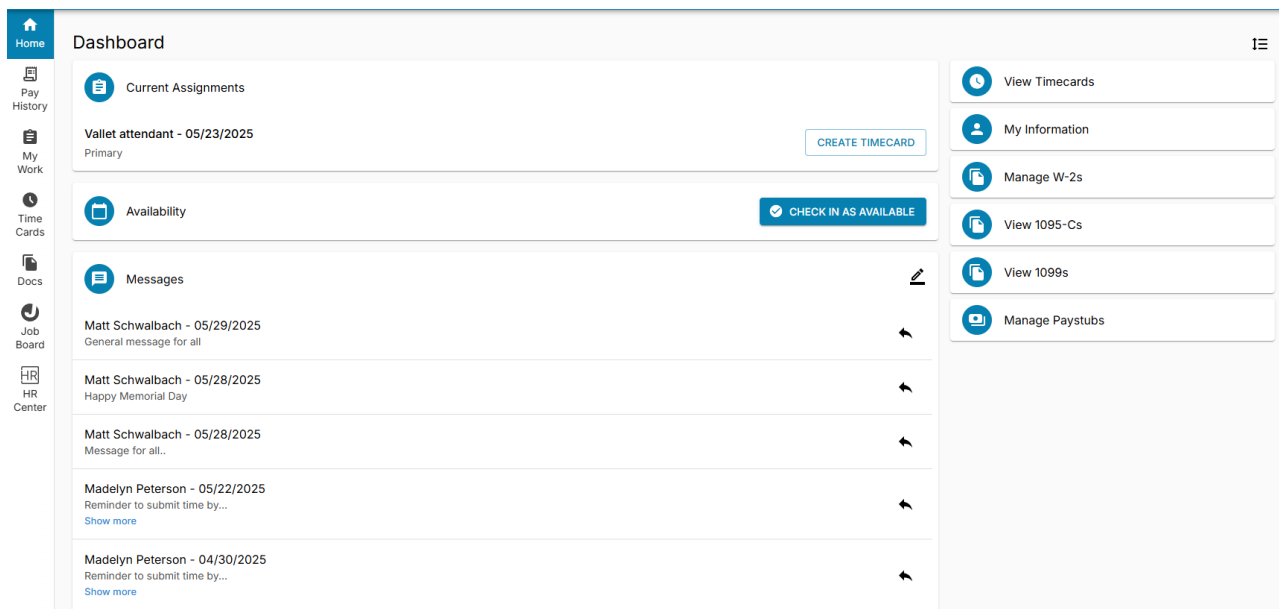 Home
Pay
History
My
Work
Time
Cards
Docs
Job
Board
HR
HR
Center
Dashboard
Current Assignments
Vallet attendant - 05/23/2025
Primary
CREATE TIMECARD
Availability
CHECK IN AS AVAILABLE
Messages
Matt Schwalbach - 05/29/2025
General message for all
Matt Schwalbach - 05/28/2025
Happy Memorial Day
Matt Schwalbach - 05/28/2025
Message for all..
Madelyn Peterson - 05/22/2025
Reminder to submit time by...
Show more
Madelyn Peterson - 04/30/2025
Reminder to submit time by...
Show more
View Timecards
My Information
Manage W-2s
View 1095-Cs
View 1099s
Manage Paystubs